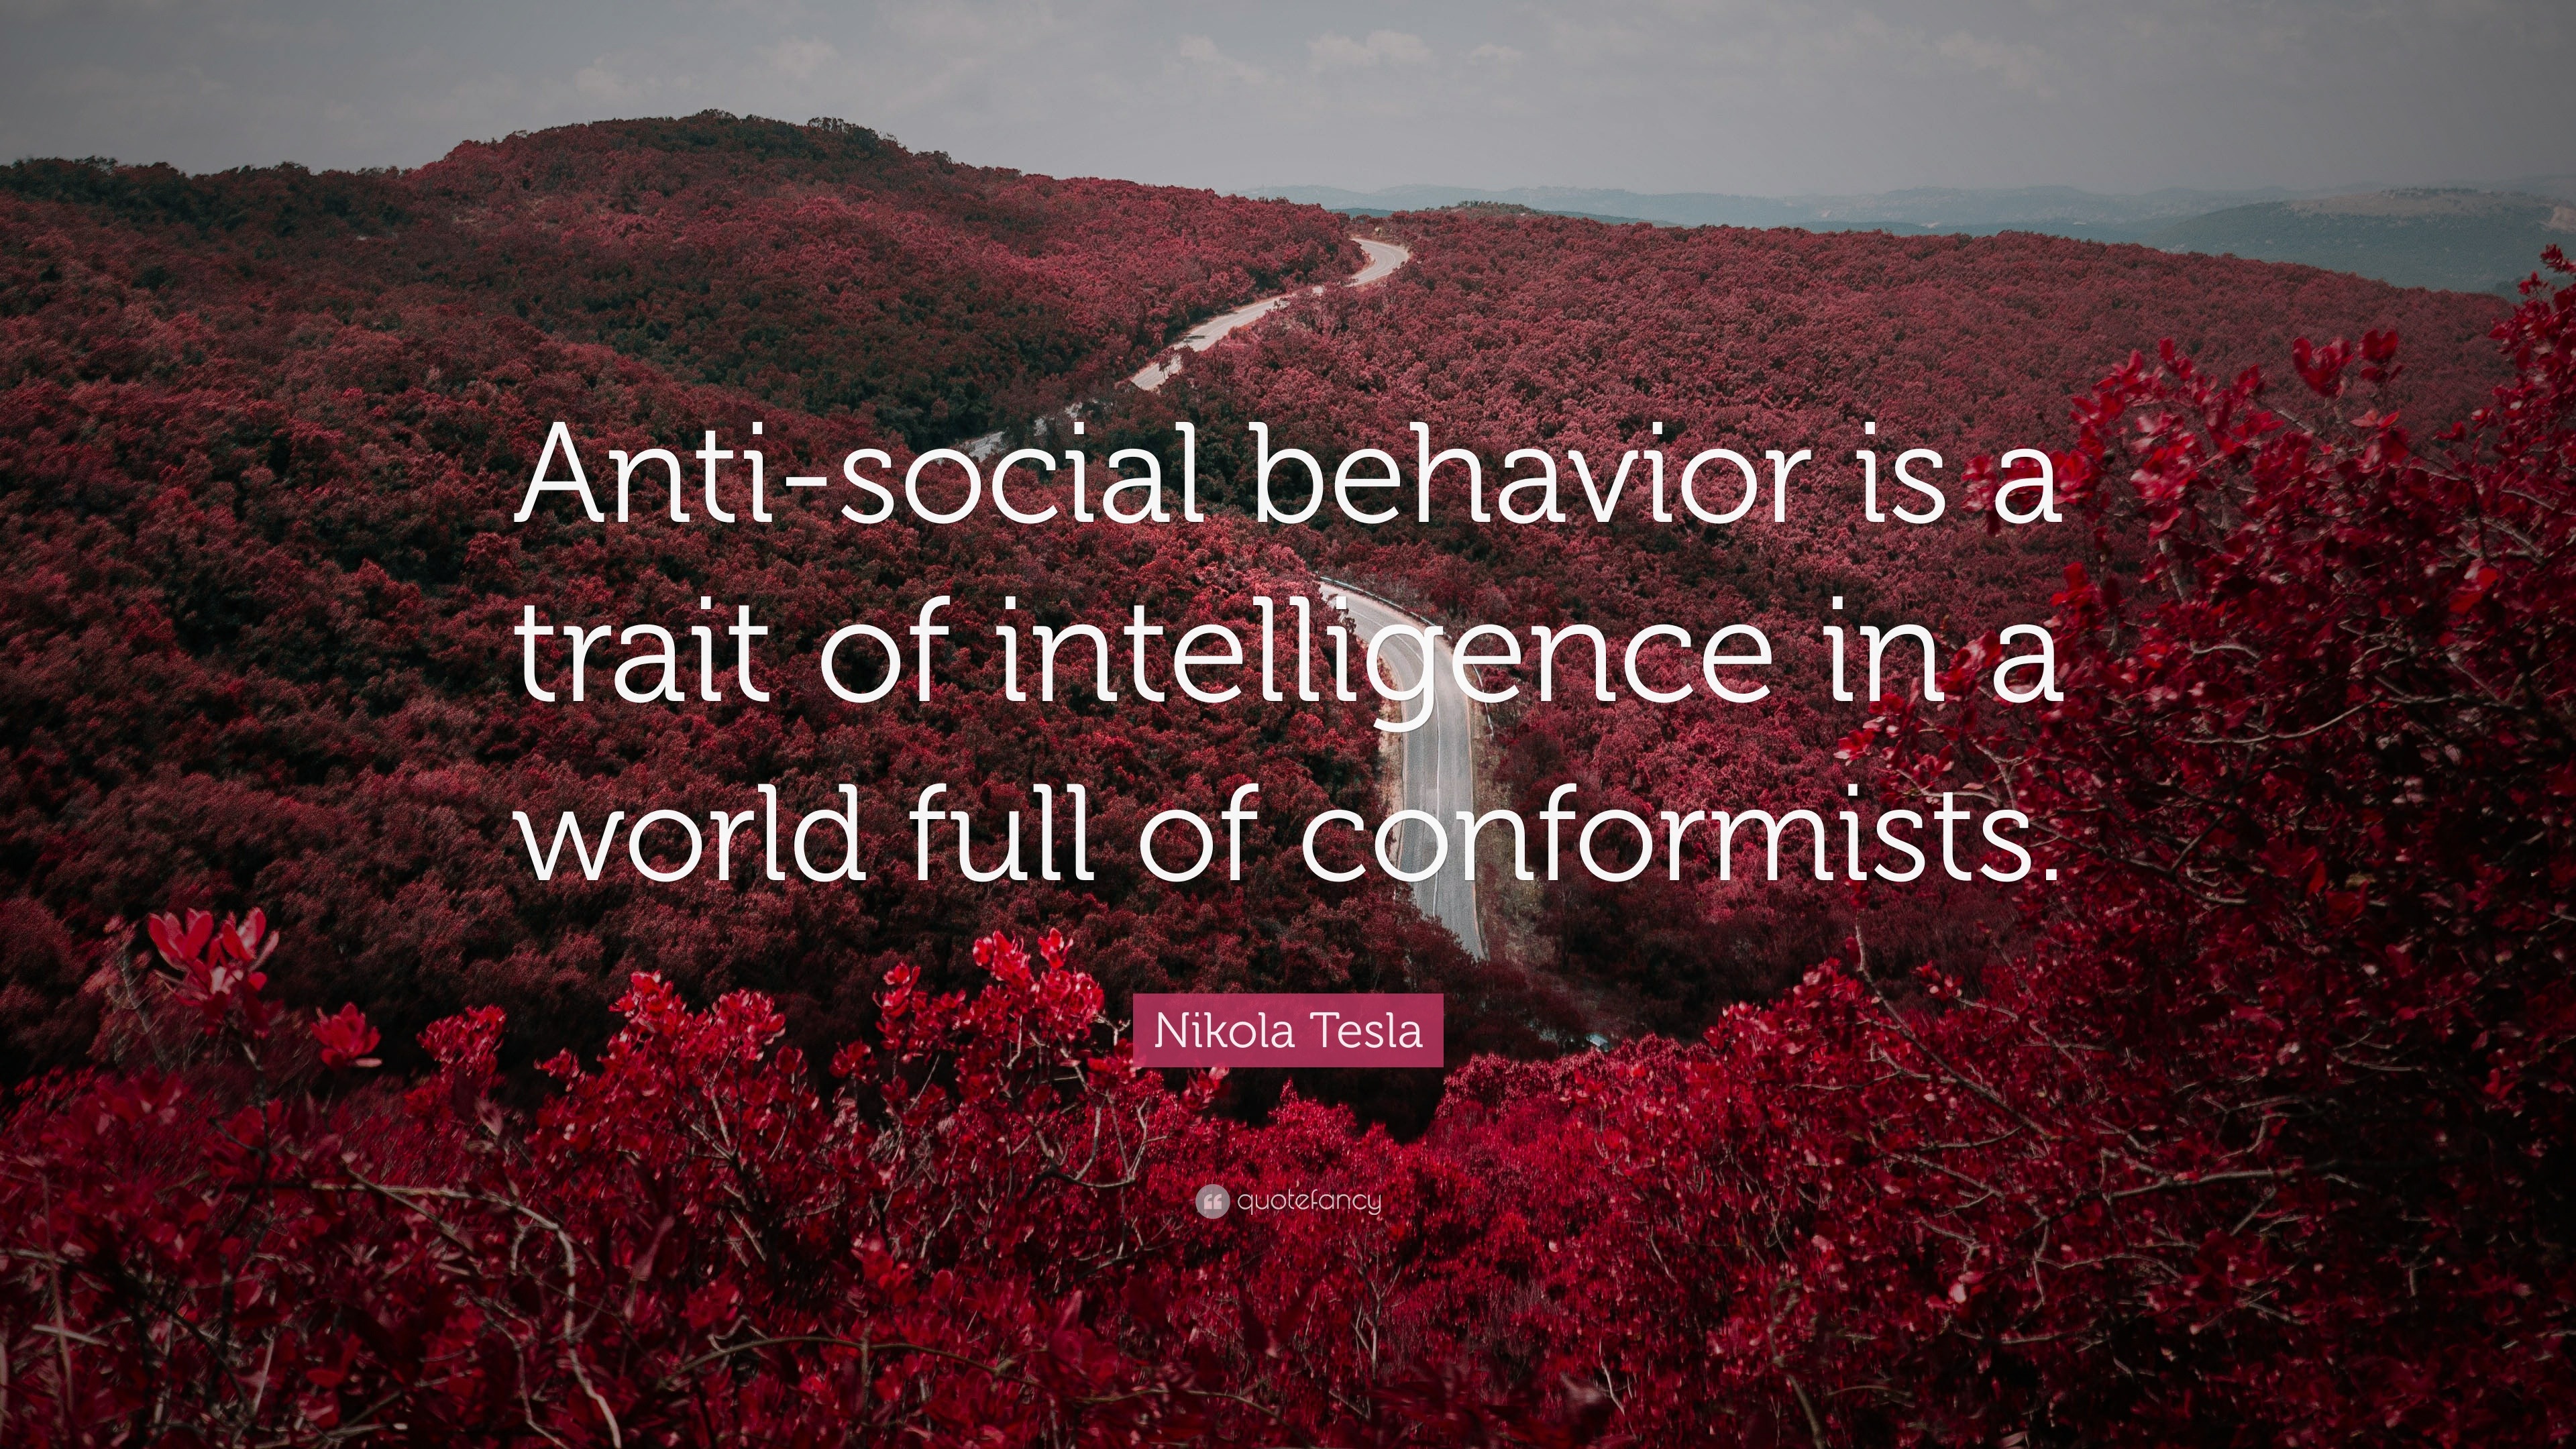 Anti-social behavior is a
trait of intelligence in a
world full of conformists.
Nikola Tesla
quotefancy